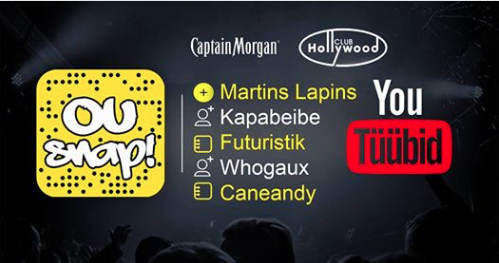 Captain Morgan
CLUB
Hollywood
OU
snap!
Martins Lapins
Kapabeibe
Futuristik
Whogaux
Caneandy
You
Tüübid